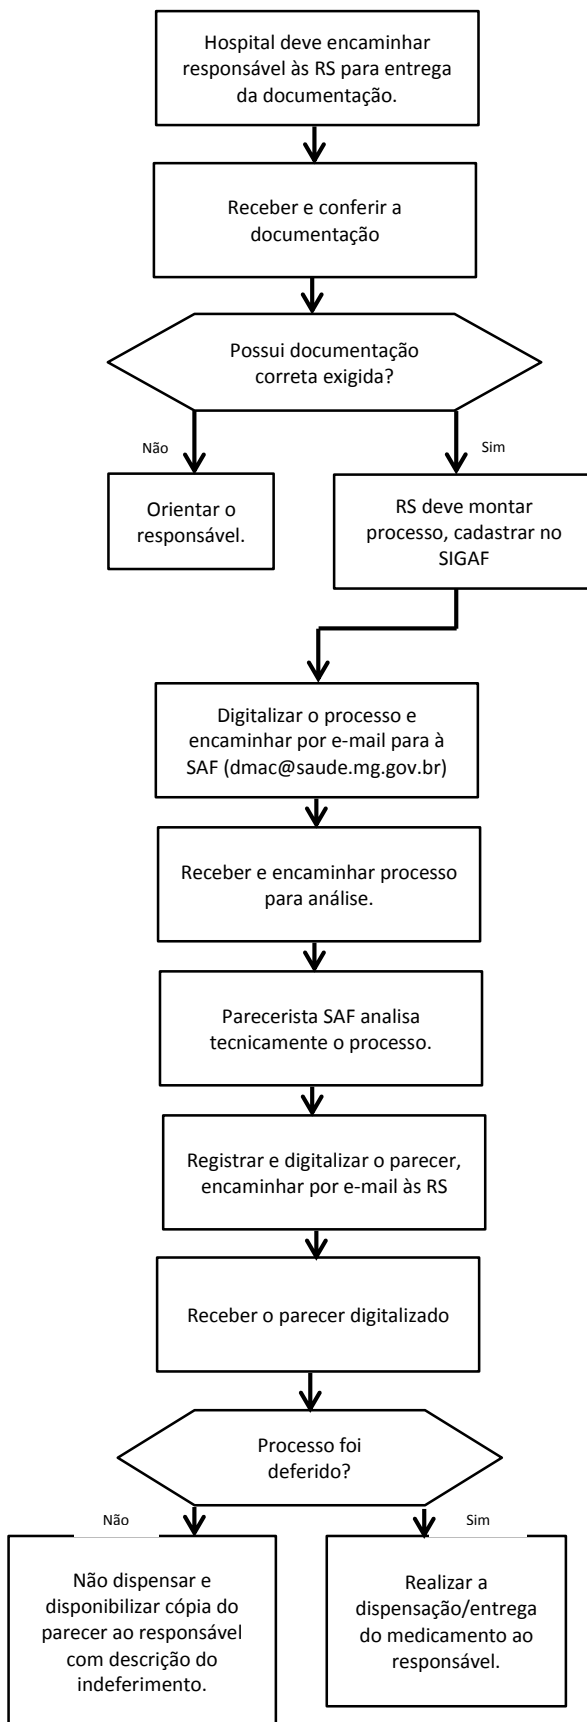 Hospital deve encaminhar
responsável às RS para entrega
da documentação.
Receber e conferir a
documentação
Possui documentação
correta exigida?
Não
Sim
Orientar o
responsável.
RS deve montar
processo, cadastrar no
SIGAF
Digitalizar o processo e
encaminhar por e-mail para à
SAF (dmac@saude.mg.gov.br)
Receber e encaminhar processo
para análise.
Parecerista SAF analisa
tecnicamente o processo.
Registrar e digitalizar o parecer,
encaminhar por e-mail às RS
Receber o parecer digitalizado
Processo foi
deferido?
Não
Sim
Não dispensar e
disponibilizar cópia do
parecer ao responsável
com descrição do
indeferimento.
Realizar a
dispensação/entrega
do medicamento ao
responsável.